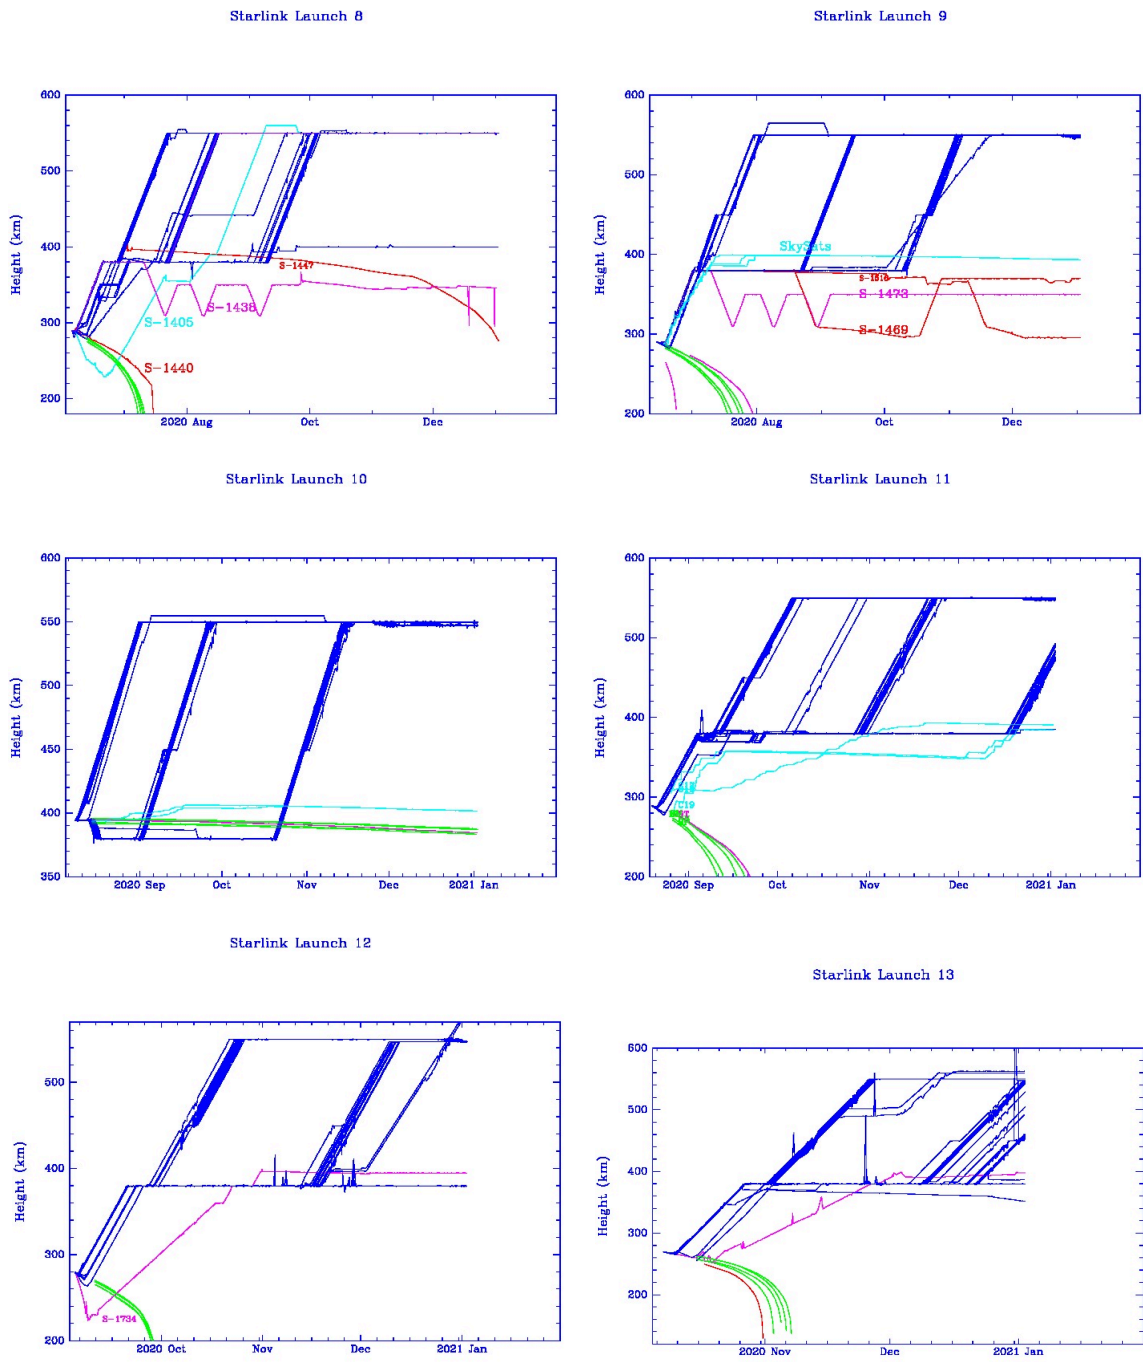 Starlink Launch 8
600
500
400
300
200
Height (km)
S-1447
S-1438
S-1405
S-1440
2020 Aug
Oct
Dec
Starlink Launch 9
600
500
400
300
200
Height (km)
SkySats
S-1516
S-1473
S-1469
2020 Aug
Oct
Dec
Starlink Launch 10
600
550
500
450
400
350
Height (km)
2020 Sep
Oct
Nov
Dec
2021 Jan
Starlink Launch 11
600
500
400
300
200
Height (km)
2020 Sep
Oct
Nov
Dec
2021 Jan
Starlink Launch 12
500
400
300
200
Height (km)
S-1734
2020 Oct
Nov
Dec
2021 Jan
Starlink Launch 13
600
500
400
300
200
Height (km)
2020 Nov
Dec
2021 Jan